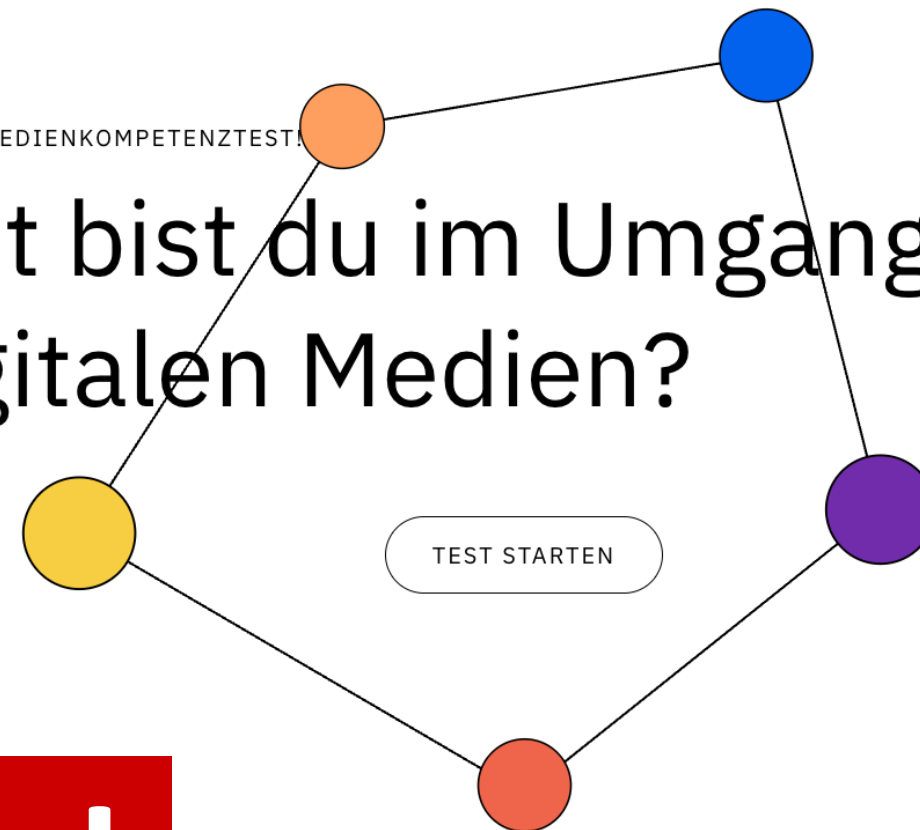 EDIENKOMPETENZTEST!
t bist du im Umgang
gitalen Medien?
TEST STARTEN